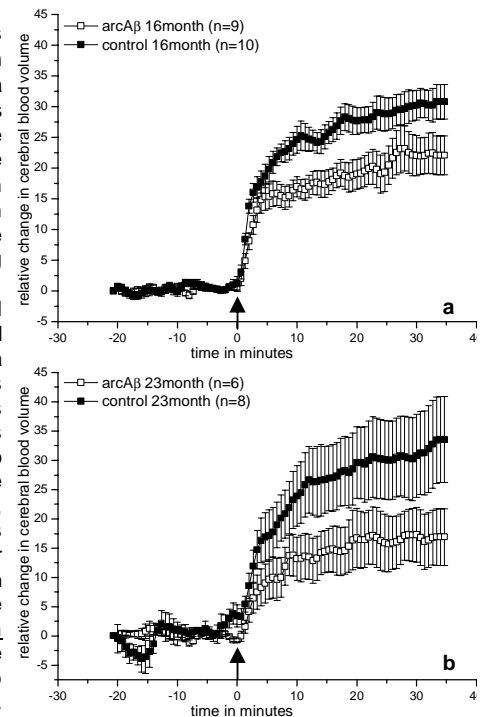 45
40
35
30
25
20
15
10
5
0
-5
relative change in cerebral blood volume
arcAβ 16month (n=9)
control 16month (n=10)
a
-30 -20 -10 0 10 20 30 40
time in minutes
45
40
35
30
25
20
15
10
5
0
-5
relative change in cerebral blood volume
arcAβ 23month (n=6)
control 23month (n=8)
b
-30 -20 -10 0 10 20 30 40
time in minutes